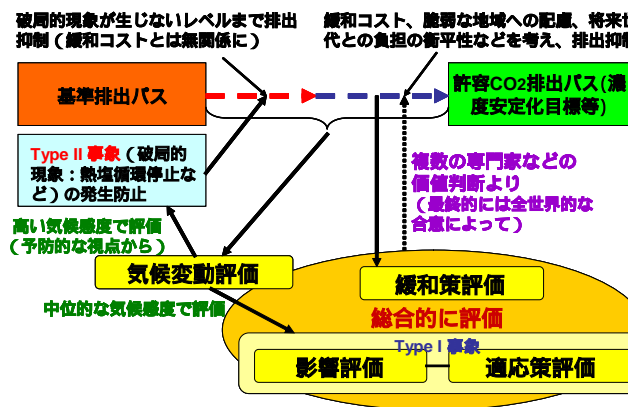 破局的現象が生じないレベルまで排出
抑制（緩和コストとは無関係に）
緩和コスト、脆弱な地域への配慮、将来世
代との負担の衡平性などを考え、排出抑制
基準排出パス
許容CO2排出パス(濃
度安定化目標等)
Type II 事象（破局的
現象：熱塩循環停止な
ど）の発生防止
複数の専門家などの
価値判断より
（最終的には全世界的な
合意によって）
高い気候感度で評価
（予防的な視点から）
気候変動評価
緩和策評価
中位的な気候感度で評価
総合的に評価
Type I 事象
影響評価
適応策評価